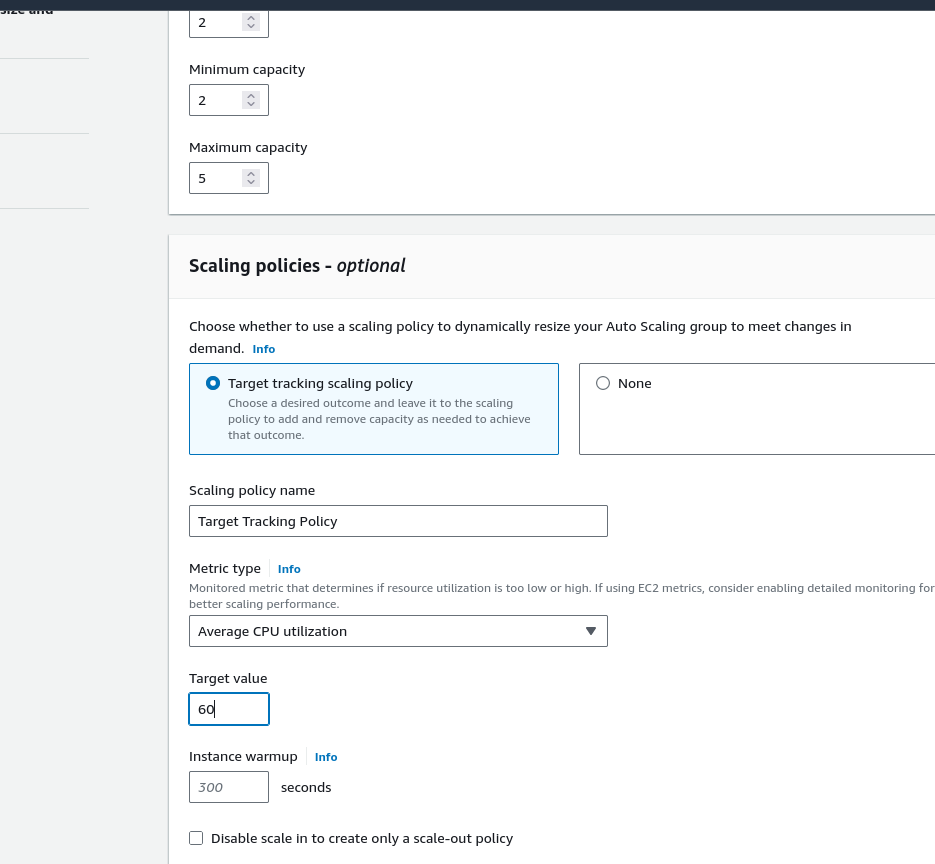 size and
2
Minimum capacity
2
Maximum capacity
5
Scaling policies - optional
Choose whether to use a scaling policy to dynamically resize your Auto Scaling group to meet changes in
demand. Info
Target tracking scaling policy
Choose a desired outcome and leave it to the scaling
policy to add and remove capacity as needed to achieve
that outcome.
None
Scaling policy name
Target Tracking Policy
Metric type Info
Monitored metric that determines if resource utilization is too low or high. If using EC2 metrics, consider enabling detailed monitoring for
better scaling performance.
Average CPU utilization
Target value
60
Instance warmup Info
300 seconds
Disable scale in to create only a scale-out policy